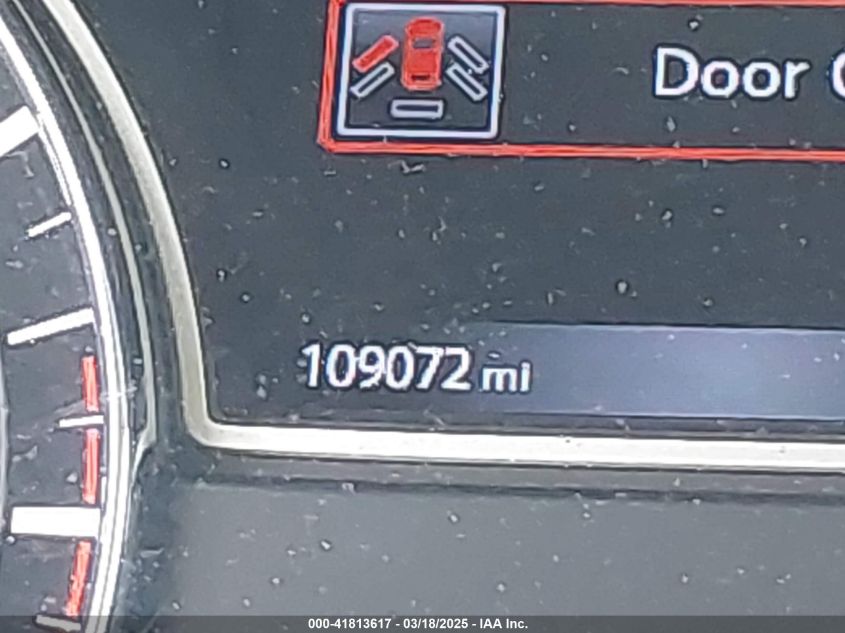 Door
109072 mi
000-41813617 - 03/18/2025 - IAA Inc.